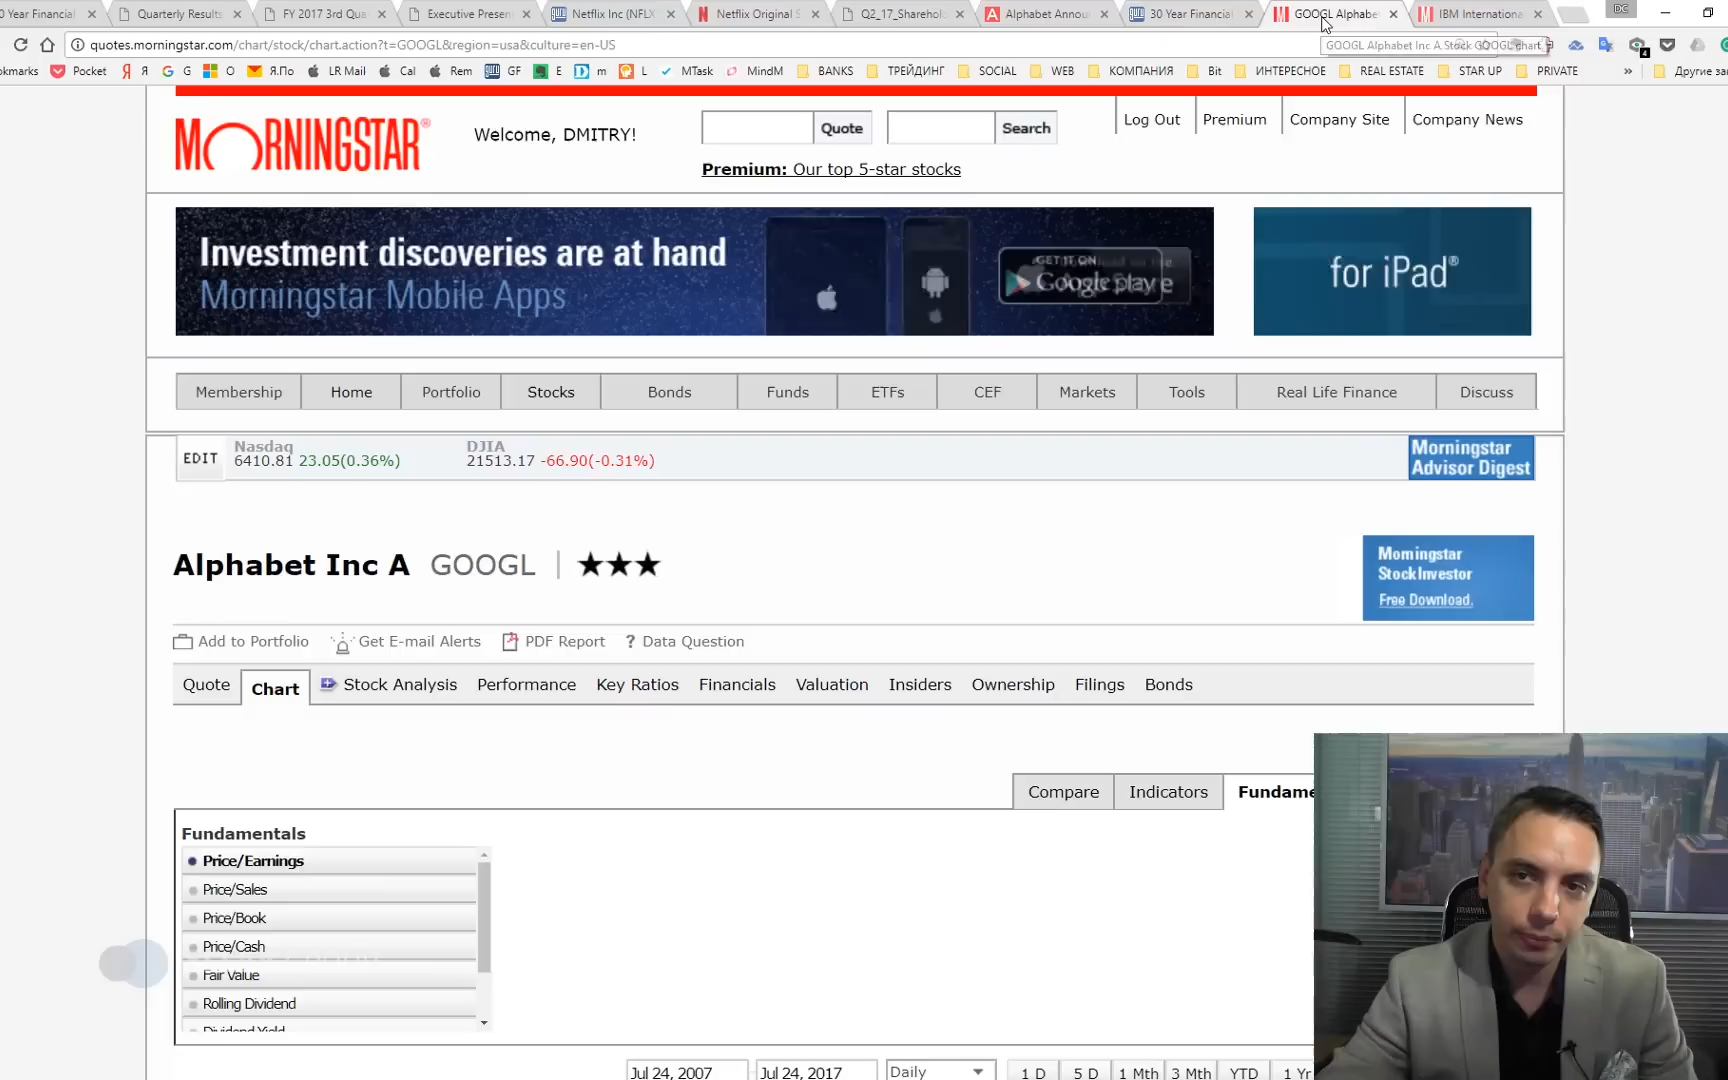 0 Year Financial
Quarterly Results
FY 2017 3rd Qua
Executive Presen
Netflix Inc (NFLX
Netflix Original S
Q2_17_Sharehol
Alphabet Annou
30 Year Financial
GOOGL Alphabe
IBM Internationa
DC
quotes.morningstar.com/chart/stock/chart.action?t=GOOGL&region=usa&culture=en-US
GOOGL Alphabet Inc A Stock GOOGL chart
okmarks
Pocket
Я
G
O
Я.По
LR Mail
Cal
Rem
GF
E
m
L
MTask
MindM
BANKS
ТРЕЙДИНГ
SOCIAL
WEB
КОМПАНИЯ
Bit
ИНТЕРЕСНОЕ
REAL ESTATE
START UP
PRIVATE
»
Другие за
MORNINGSTAR®
Welcome, DMITRY!
Quote
Search
Log Out
Premium
Company Site
Company News
Premium: Our top 5-star stocks
Investment discoveries are at hand
Morningstar Mobile Apps
GET IT ON
Google play
for iPad®
Membership
Home
Portfolio
Stocks
Bonds
Funds
ETFs
CEF
Markets
Tools
Real Life Finance
Discuss
EDIT
Nasdaq
6410.81 23.05(0.36%)
DJIA
21513.17 -66.90(-0.31%)
Morningstar
Advisor Digest
Alphabet Inc A GOOGL ★★★
Morningstar
StockInvestor
Free Download.
Add to Portfolio
Get E-mail Alerts
PDF Report
? Data Question
Quote
Chart
Stock Analysis
Performance
Key Ratios
Financials
Valuation
Insiders
Ownership
Filings
Bonds
Compare
Indicators
Fundame
Fundamentals
Price/Earnings
Price/Sales
Price/Book
Price/Cash
Fair Value
Rolling Dividend
Dividend Yield
Jul 24, 2007
Jul 24, 2017
Daily
1 D
5 D
1 Mth
3 Mth
YTD
1 Yr